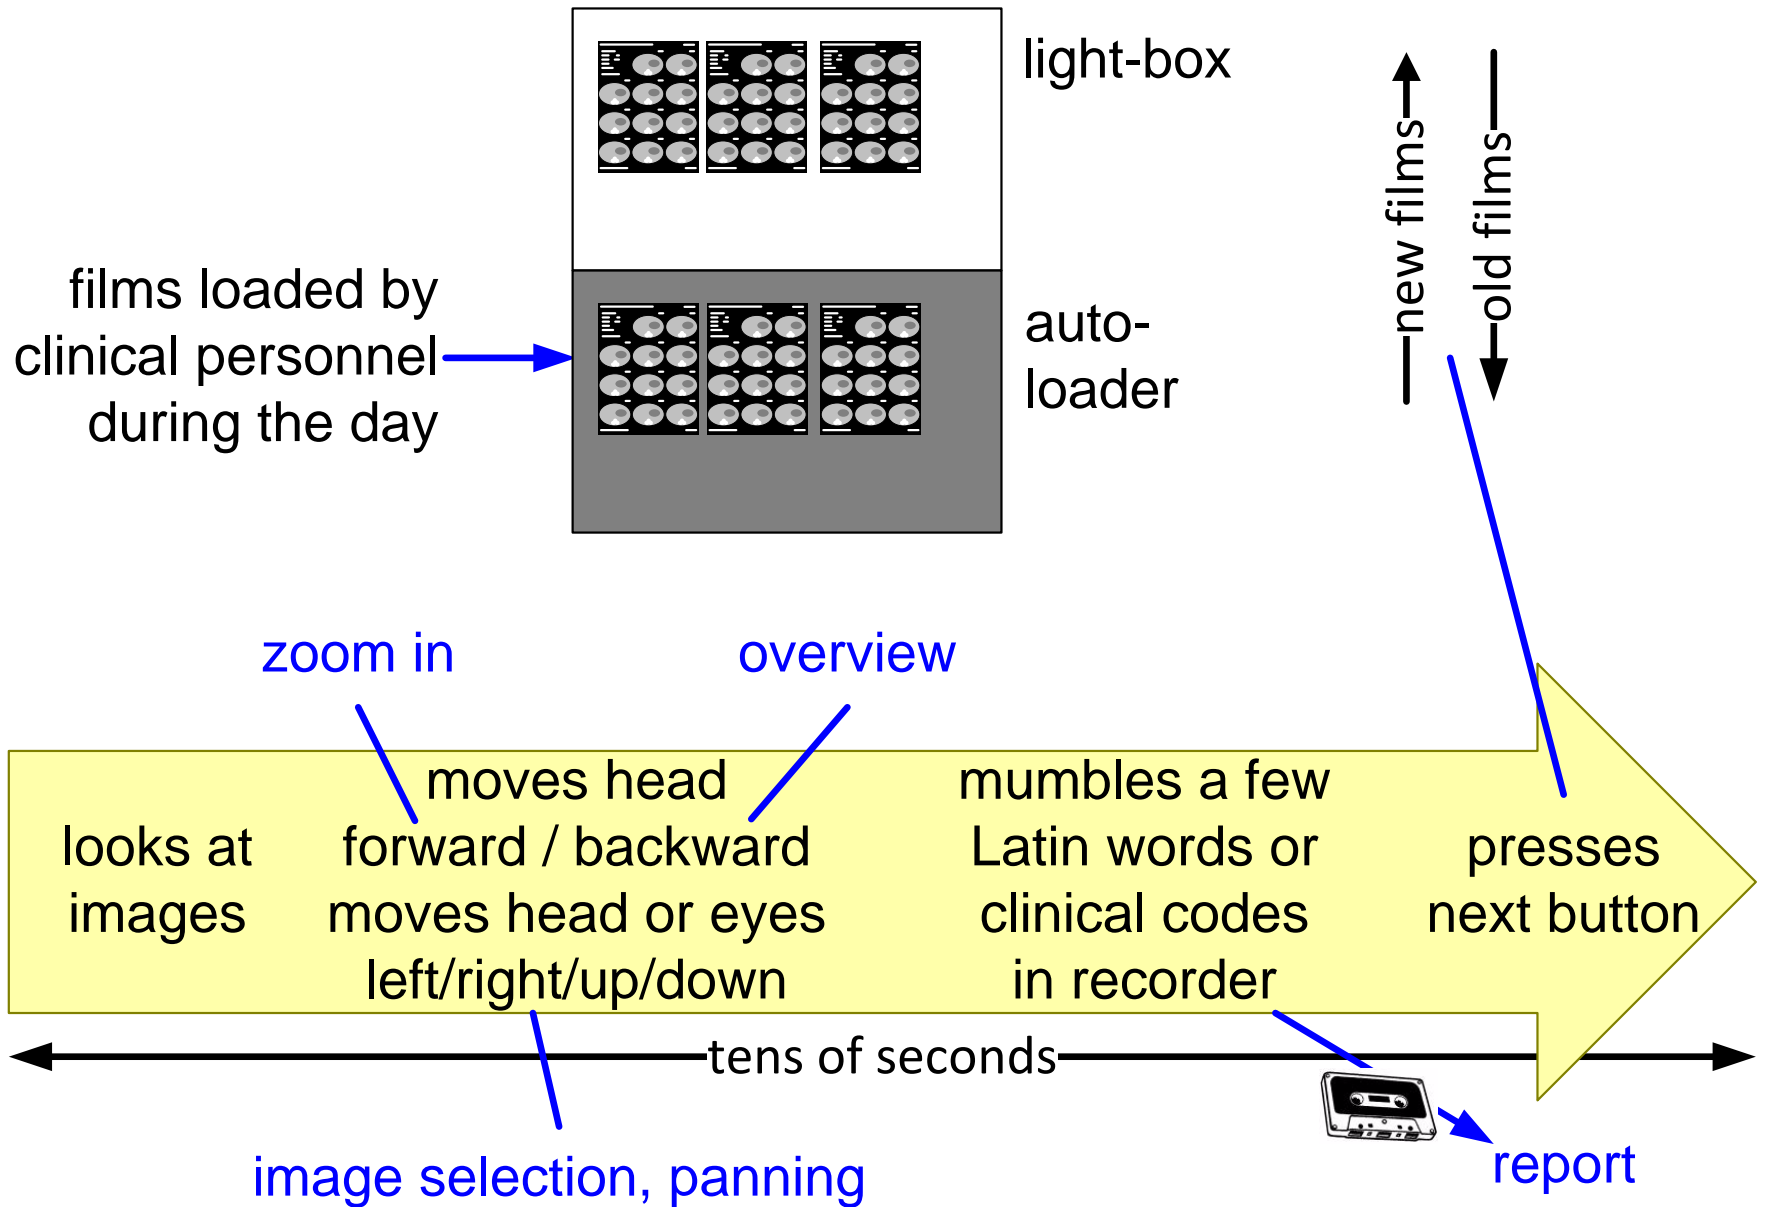 light-box
new films
old films
films loaded by
clinical personnel
during the day
auto-
loader
zoom in
overview
looks at
images
moves head
forward / backward
moves head or eyes
left/right/up/down
mumbles a few
Latin words or
clinical codes
in recorder
presses
next button
tens of seconds
image selection, panning
report